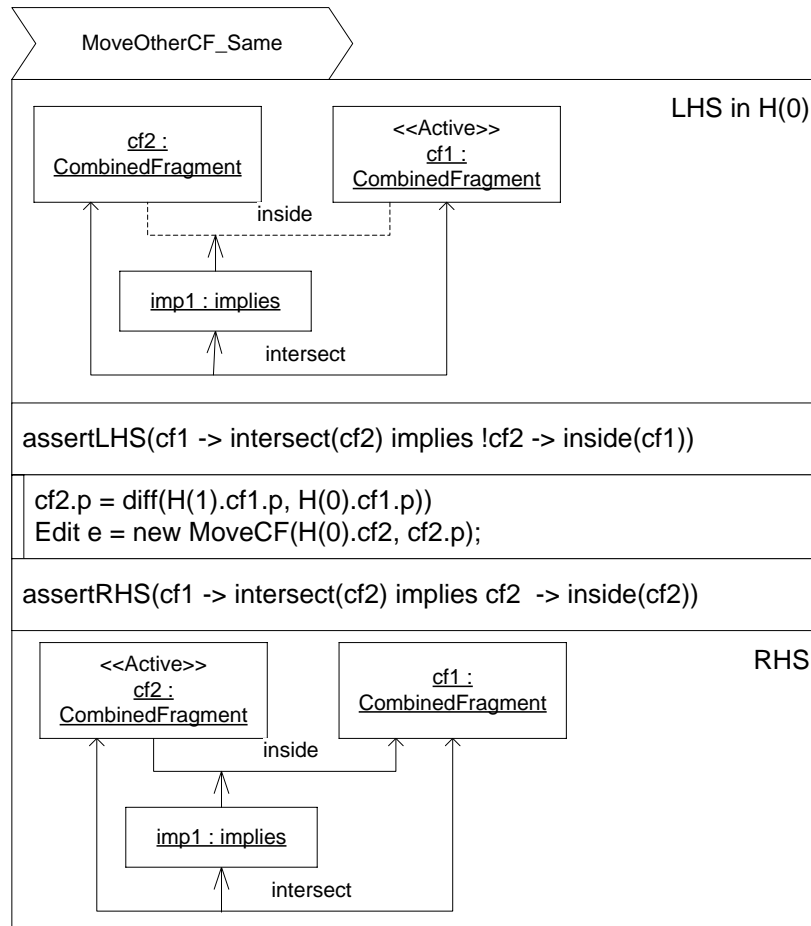 MoveOtherCF_Same
LHS in H(0)
cf2 :
CombinedFragment
<<Active>>
cf1 :
CombinedFragment
inside
imp1 : implies
intersect
assertLHS(cf1 -> intersect(cf2) implies !cf2 -> inside(cf1))
cf2.p = diff(H(1).cf1.p, H(0).cf1.p))
Edit e = new MoveCF(H(0).cf2, cf2.p);
assertRHS(cf1 -> intersect(cf2) implies cf2 -> inside(cf2))
RHS
<<Active>>
cf2 :
CombinedFragment
cf1 :
CombinedFragment
inside
imp1 : implies
intersect